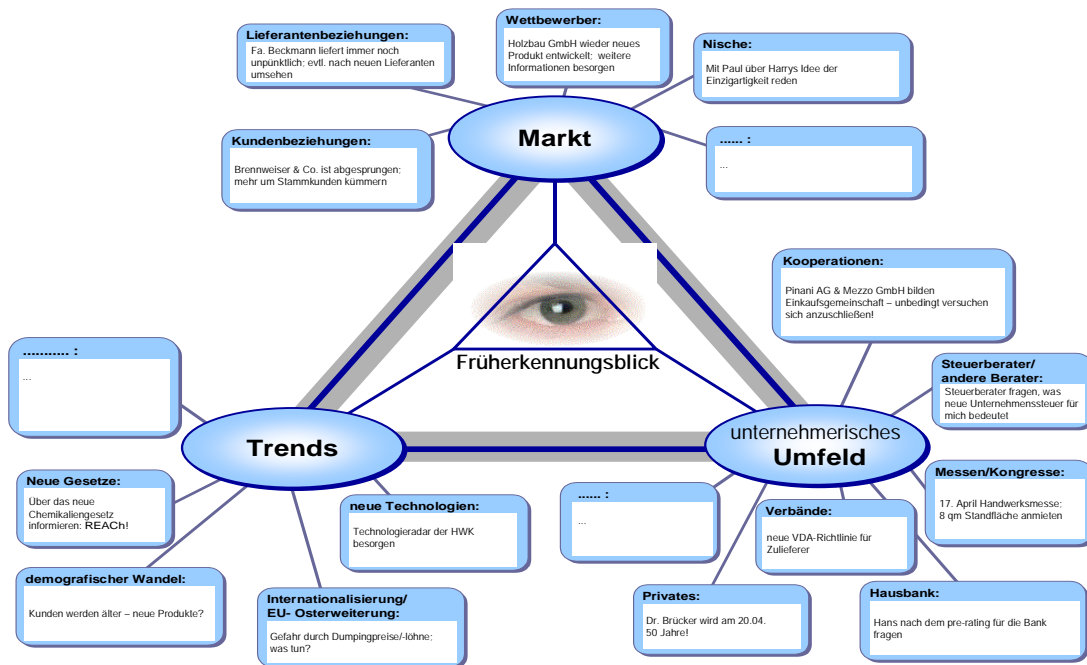 Lieferantenbeziehungen:
Fa. Beckmann liefert immer noch
unpünktlich; evtl. nach neuen Lieferanten
umsehen
Wettbewerber:
Holzbau GmbH wieder neues
Produkt entwickelt; weitere
Informationen besorgen
Nische:
Mit Paul über Harrys Idee der
Einzigartigkeit reden
Markt
Kundenbeziehungen:
Brennweiser & Co. ist abgesprungen;
mehr um Stammkunden kümmern
...... :
...
Kooperationen:
Pinani AG & Mezzo GmbH bilden
Einkaufsgemeinschaft – unbedingt versuchen
sich anzuschließen!
Früherkennungsblick
........... :
...
Steuerberater/
andere Berater:
Steuerberater fragen, was
neue Unternehmenssteuer für
mich bedeutet
Trends
unternehmerisches
Umfeld
Neue Gesetze:
Über das neue
Chemikaliengesetz
informieren: REACh!
neue Technologien:
Technologieradar der HWK
besorgen
...... :
...
Verbände:
neue VDA-Richtlinie für
Zulieferer
Messen/Kongresse:
17. April Handwerksmesse;
8 qm Standfläche anmieten
demografischer Wandel:
Kunden werden älter – neue Produkte?
Internationalisierung/
EU- Osterweiterung:
Gefahr durch Dumpingpreise/-löhne;
was tun?
Privates:
Dr. Brücker wird am 20.04.
50 Jahre!
Hausbank:
Hans nach dem pre-rating für die Bank
fragen